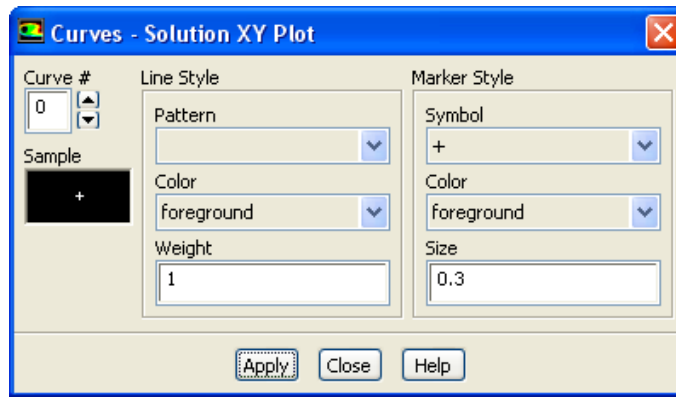 Curves - Solution XY Plot
Curve #
0
Sample
+
Line Style
Pattern
Color
foreground
Weight
1
Marker Style
Symbol
+
Color
foreground
Size
0.3
Apply Close Help